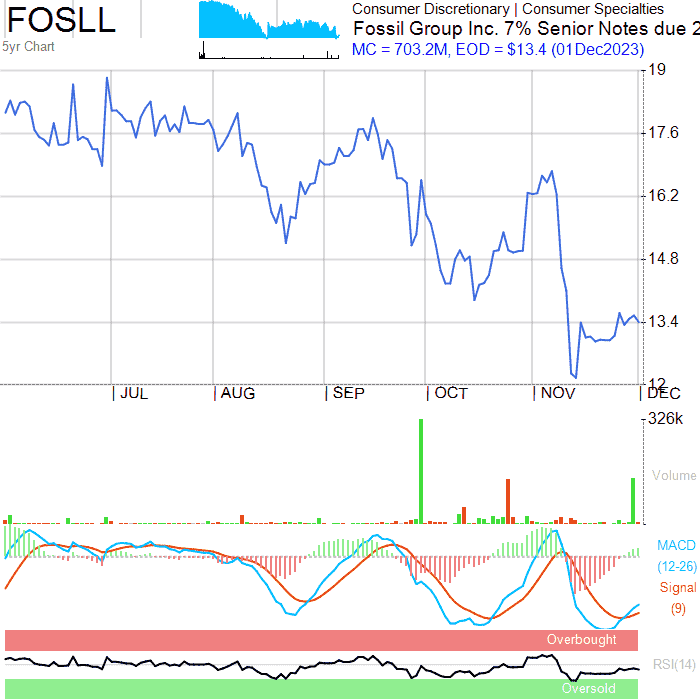 FOSLL
5yr Chart
Consumer Discretionary | Consumer Specialties
Fossil Group Inc. 7% Senior Notes due 2
MC = 703.2M, EOD = $13.4 (01Dec2023)
19
17.6
16.2
14.8
13.4
12
JUL
AUG
SEP
OCT
NOV
DEC
326k
Volume
MACD
(12-26)
Signal
(9)
Overbought
RSI(14)
Oversold